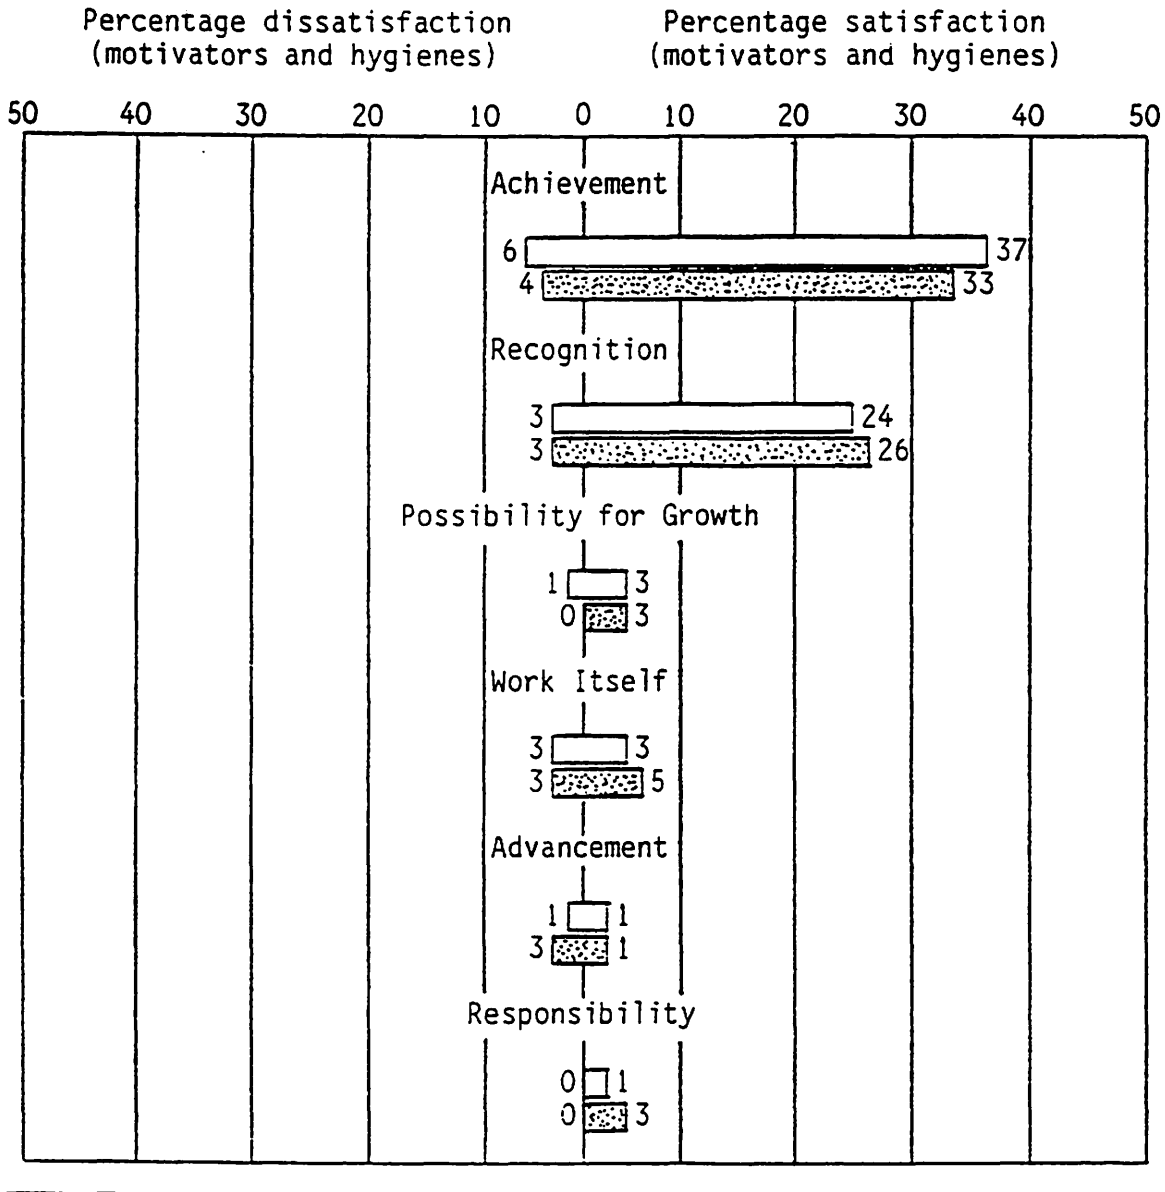 Percentage dissatisfaction
(motivators and hygienes)
Percentage satisfaction
(motivators and hygienes)
50 40 30 20 10 0 10 20 30 40 50
Achievement
6 37
4 33
Recognition
3 24
3 26
Possibility for Growth
1 3
0 3
Work Itself
3 3
3 5
Advancement
1 1
3 1
Responsibility
0 1
0 3